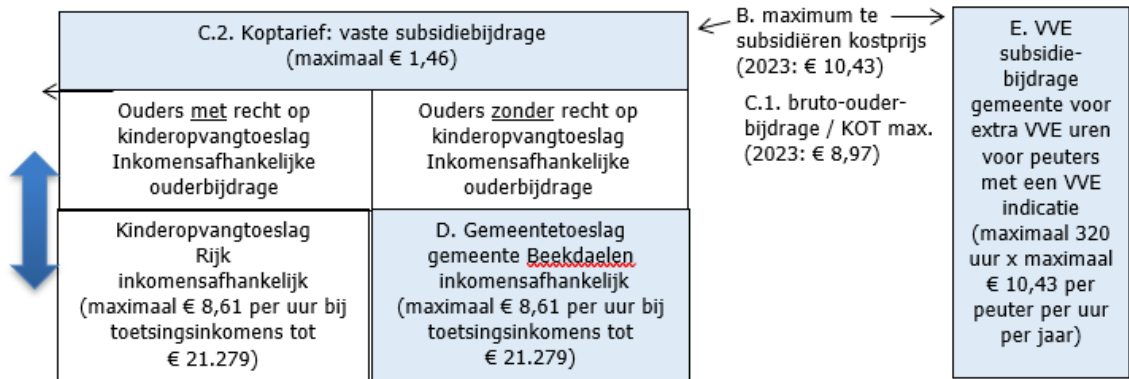 C.2. Koptarief: vaste subsidiebijdrage
(maximaal € 1,46)
Ouders met recht op
kinderopvangtoeslag
Inkomensafhankelijke
ouderbijdrage
Ouders zonder recht op
kinderopvangtoeslag
Inkomensafhankelijke
ouderbijdrage
Kinderopvangtoeslag
Rijk
inkomensafhankelijk
(maximaal € 8,61 per uur bij
toetsingsinkomens tot
€ 21.279)
D. Gemeentetoeslag
gemeente Beekdaelen
inkomensafhankelijk
(maximaal € 8,61 per uur bij
toetsingsinkomens tot
€ 21.279)
B. maximum te
subsidiëren kostprijs
(2023: € 10,43)
C.1. bruto-ouder-
bijdrage / KOT max.
(2023: € 8,97)
E. VVE
subsidie-
bijdrage
gemeente voor
extra VVE uren
voor peuters
met een VVE
indicatie
(maximaal 320
uur x maximaal
€ 10,43 per
peuter per uur
per jaar)